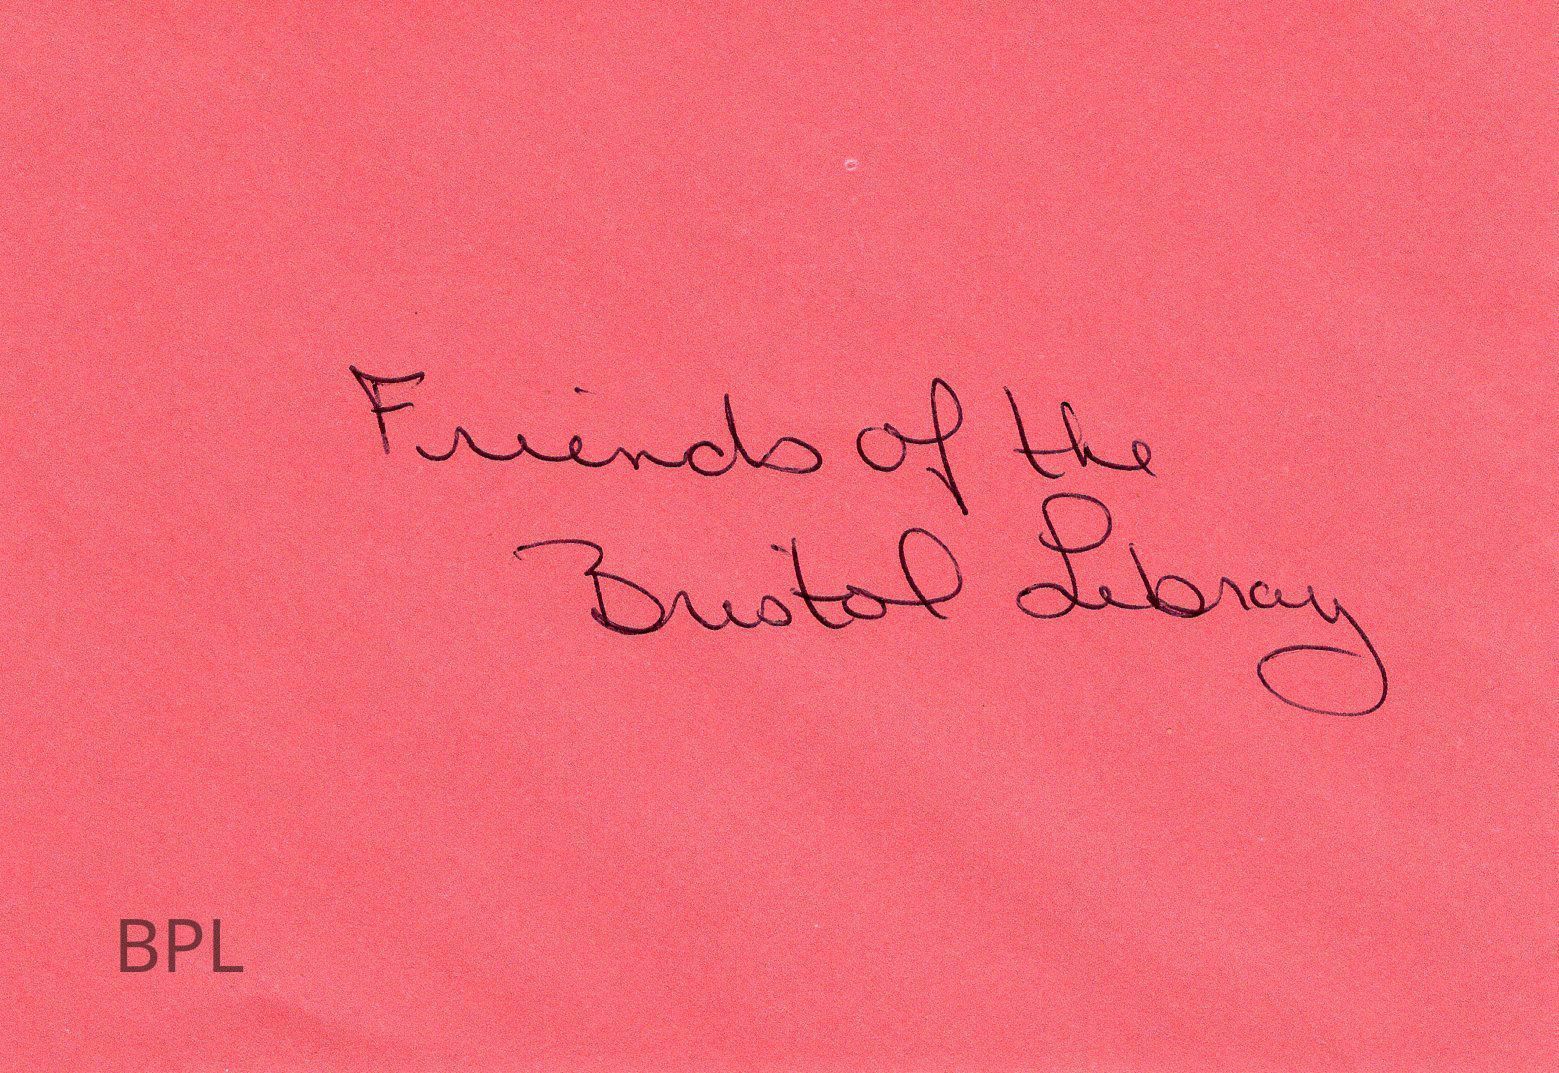 Friends of the
Bristol Library
BPL